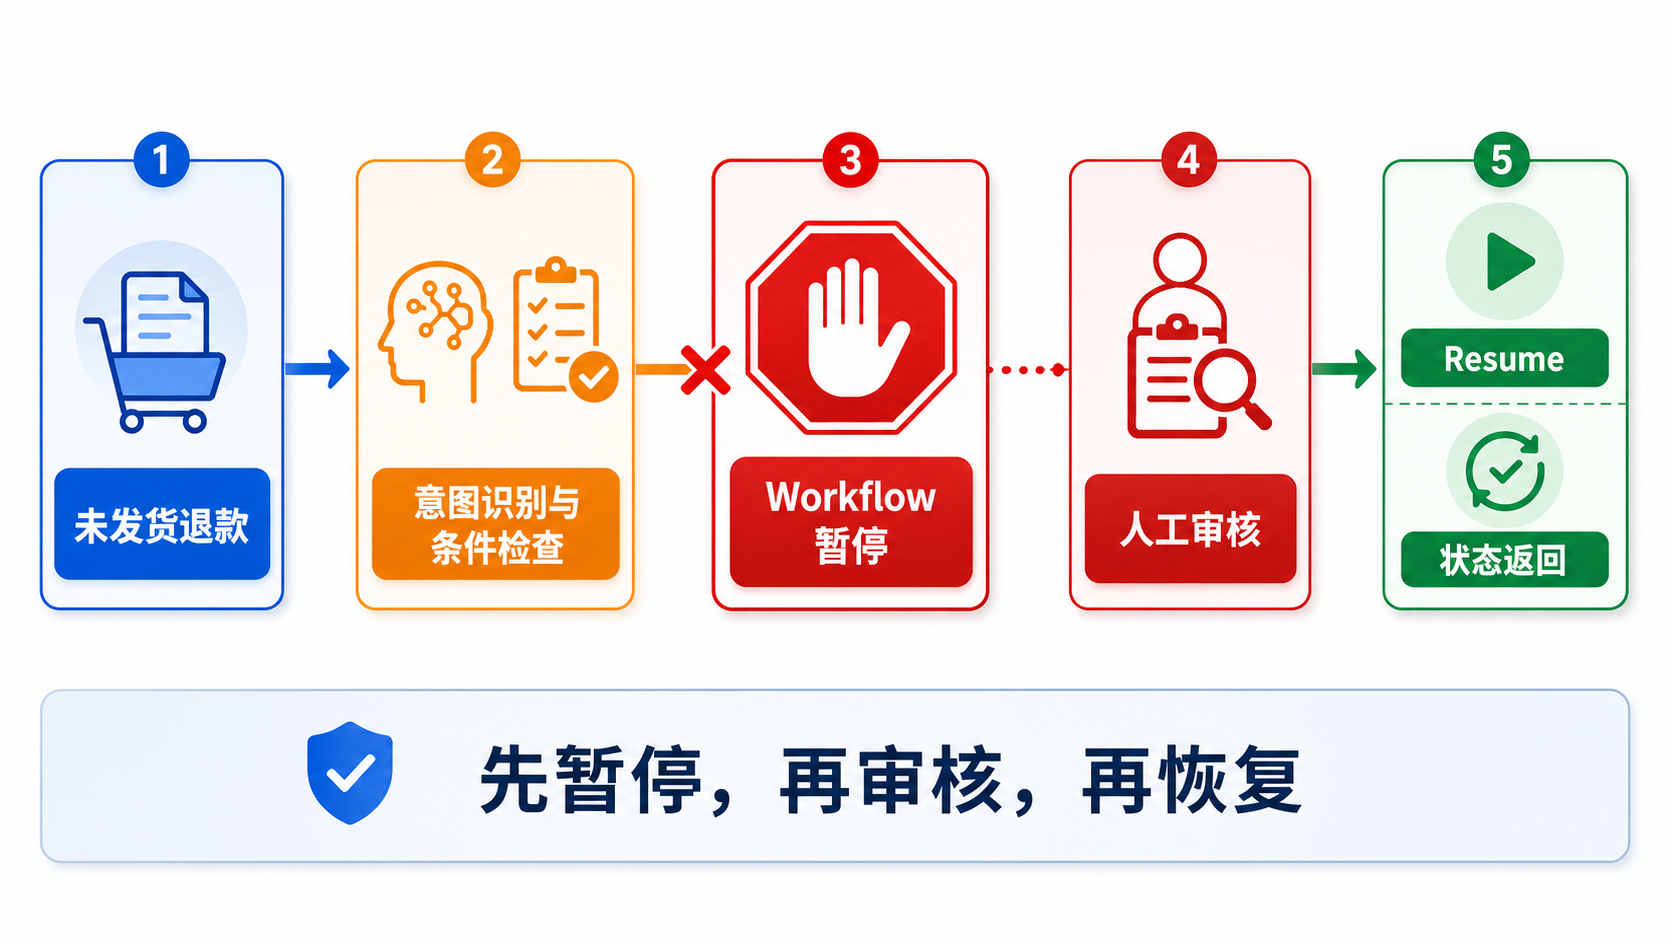 1
未发货退款
2
意图识别与
条件检查
3
Workflow
暂停
4
人工审核
5
Resume
状态返回
先暂停，再审核，再恢复